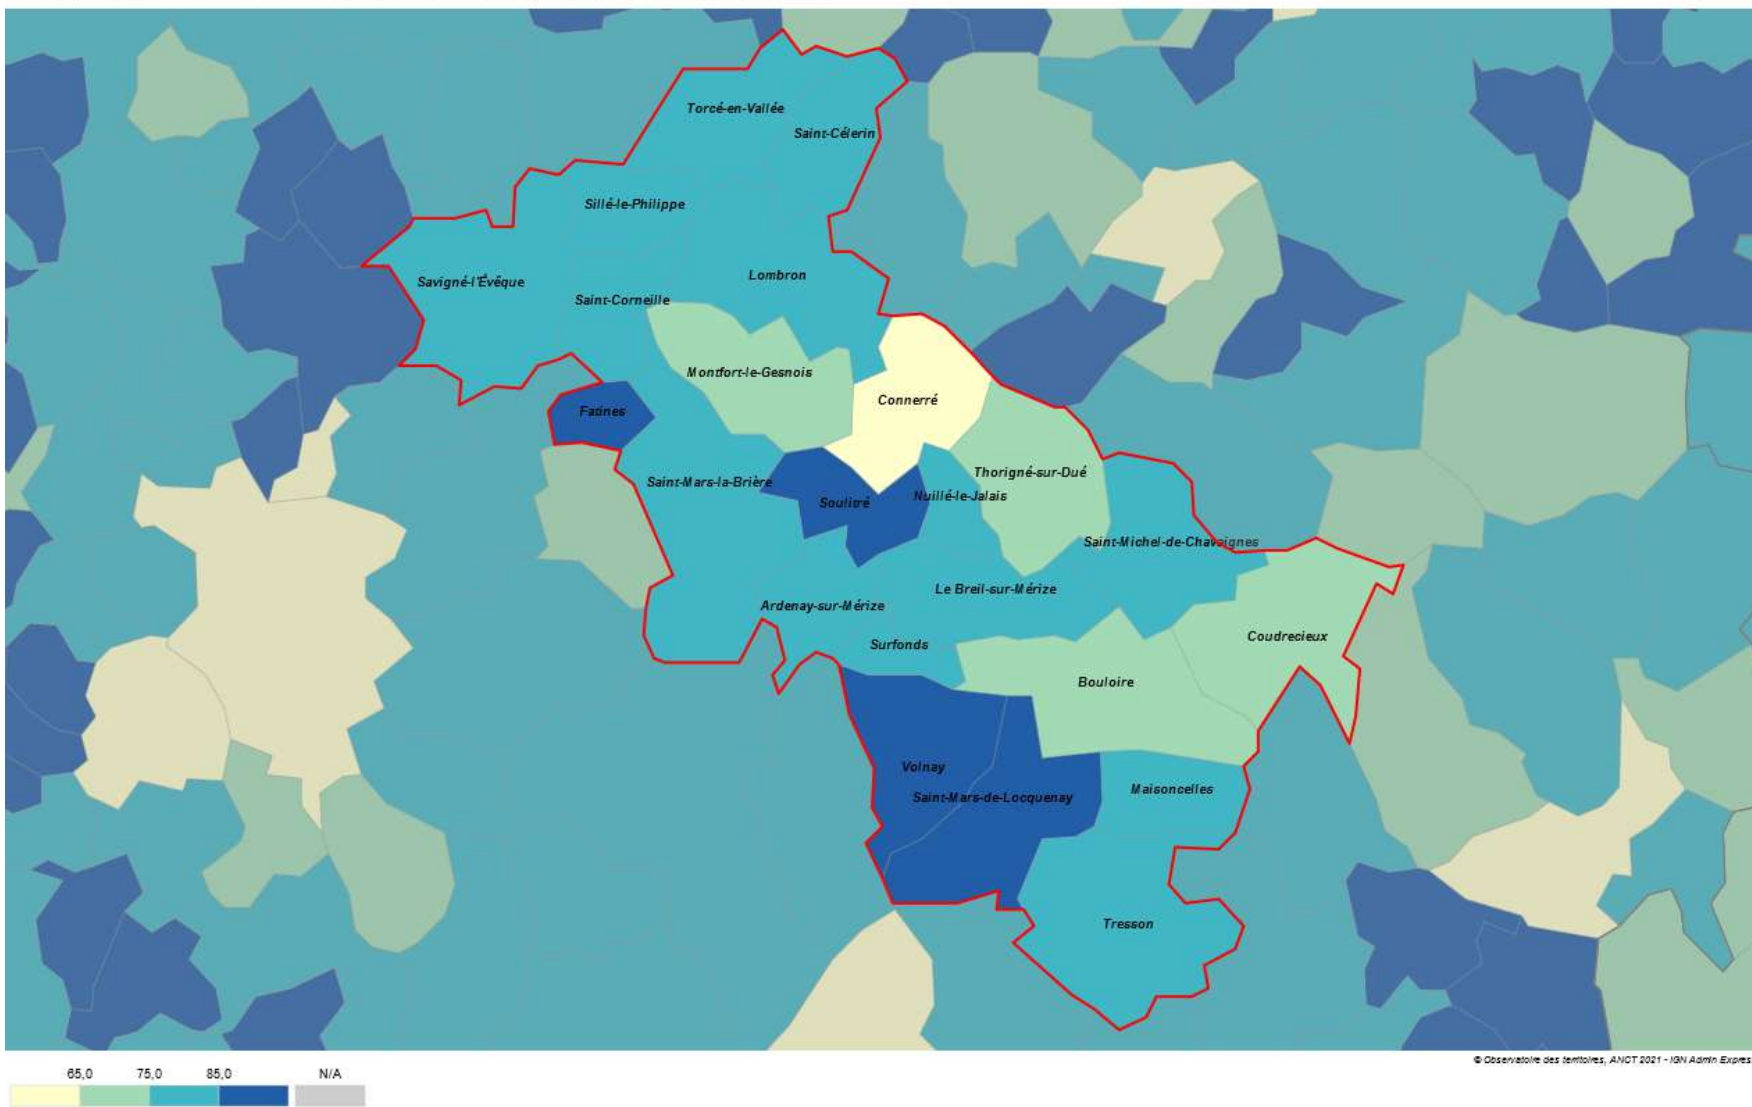 Torcé-en-Vallée
Saint-Célerin
Sillé-le-Philippe
Lombron
Savigné-l'Évêque
Saint-Corneille
Montfort-le-Gesnois
Connerré
Fatines
Thorigné-sur-Dué
Saint-Mars-la-Brière
Nuillé-le-Jalais
Soulitré
Saint-Michel-de-Chavaignes
Le Breil-sur-Mérize
Ardenay-sur-Mérize
Coudrecieux
Surfonds
Bouloire
Volnay
Maisoncelles
Saint-Mars-de-Locquenay
Tresson
© Observatoire des territoires, ANCT 2021 - IGN Admin Expres
65,0 75,0 85,0 N/A